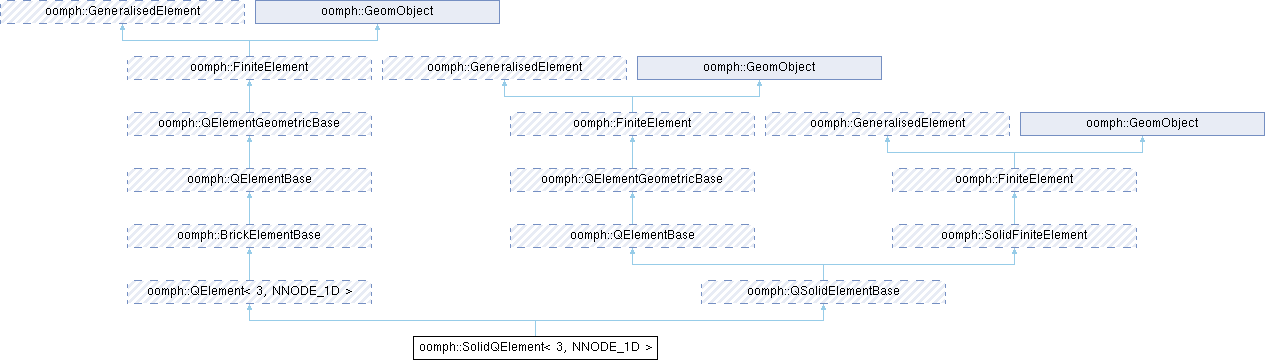 oomph::GeneralisedElement
oomph::GeomObject
oomph::FiniteElement
oomph::GeneralisedElement
oomph::GeomObject
oomph::QElementGeometricBase
oomph::FiniteElement
oomph::GeneralisedElement
oomph::GeomObject
oomph::QElementBase
oomph::QElementGeometricBase
oomph::FiniteElement
oomph::BrickElementBase
oomph::QElementBase
oomph::SolidFiniteElement
oomph::QElement< 3, NNODE_1D >
oomph::QSolidElementBase
oomph::SolidQElement< 3, NNODE_1D >